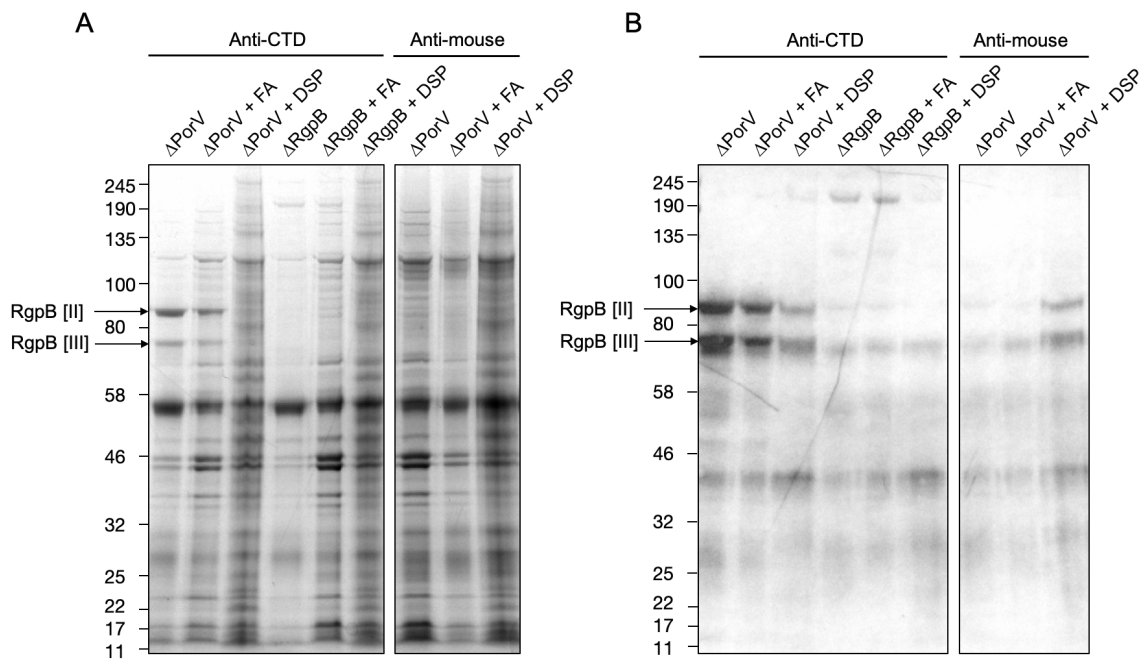 A
Anti-CTD
Anti-mouse
ΔPorV
ΔPorV + FA
ΔPorV + DSP
ΔRgpB
ΔRgpB + FA
ΔRgpB + DSP
ΔPorV
ΔPorV + FA
ΔPorV + DSP
245
190
135
100
RgpB [II]
80
RgpB [III]
58
46
32
25
22
17
11
B
Anti-CTD
Anti-mouse
ΔPorV
ΔPorV + FA
ΔPorV + DSP
ΔRgpB
ΔRgpB + FA
ΔRgpB + DSP
ΔPorV
ΔPorV + FA
ΔPorV + DSP
245
190
135
100
RgpB [II]
80
RgpB [III]
58
46
32
25
22
17
11